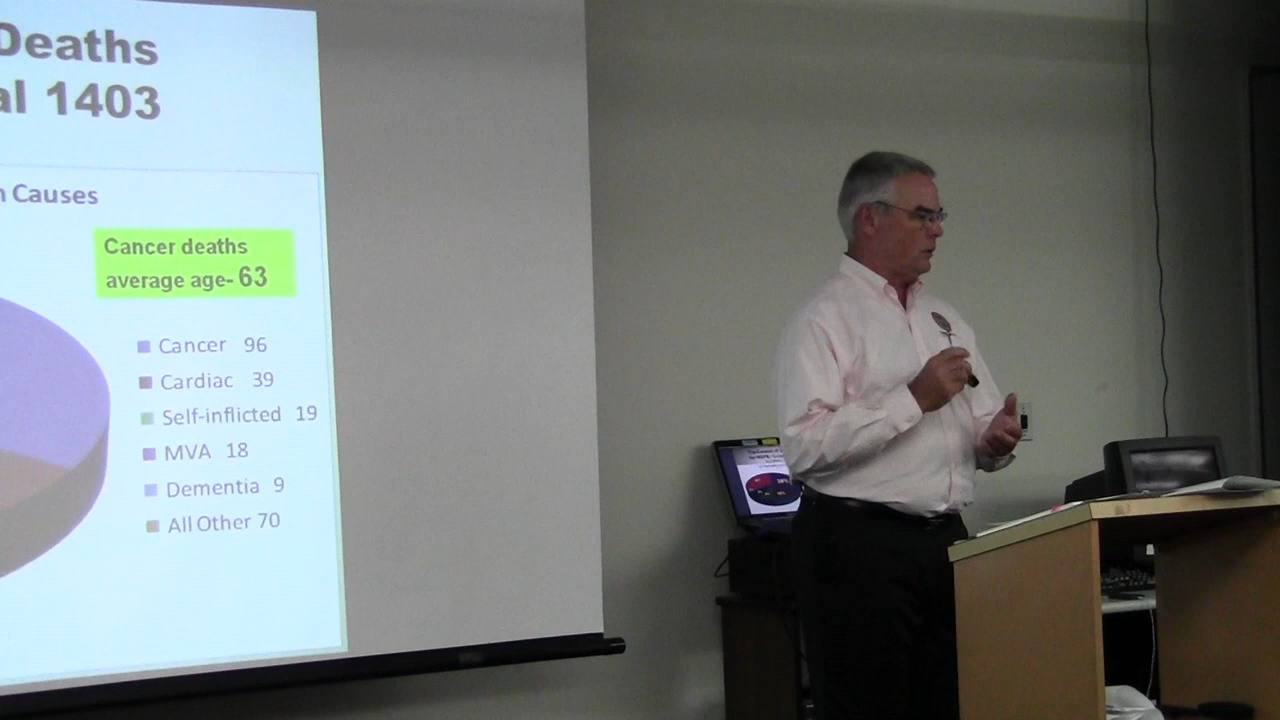 Deaths
al 1403
n Causes
Cancer deaths
average age- 63
Cancer 96
Cardiac 39
Self-inflicted 19
MVA 18
Dementia 9
All Other 70